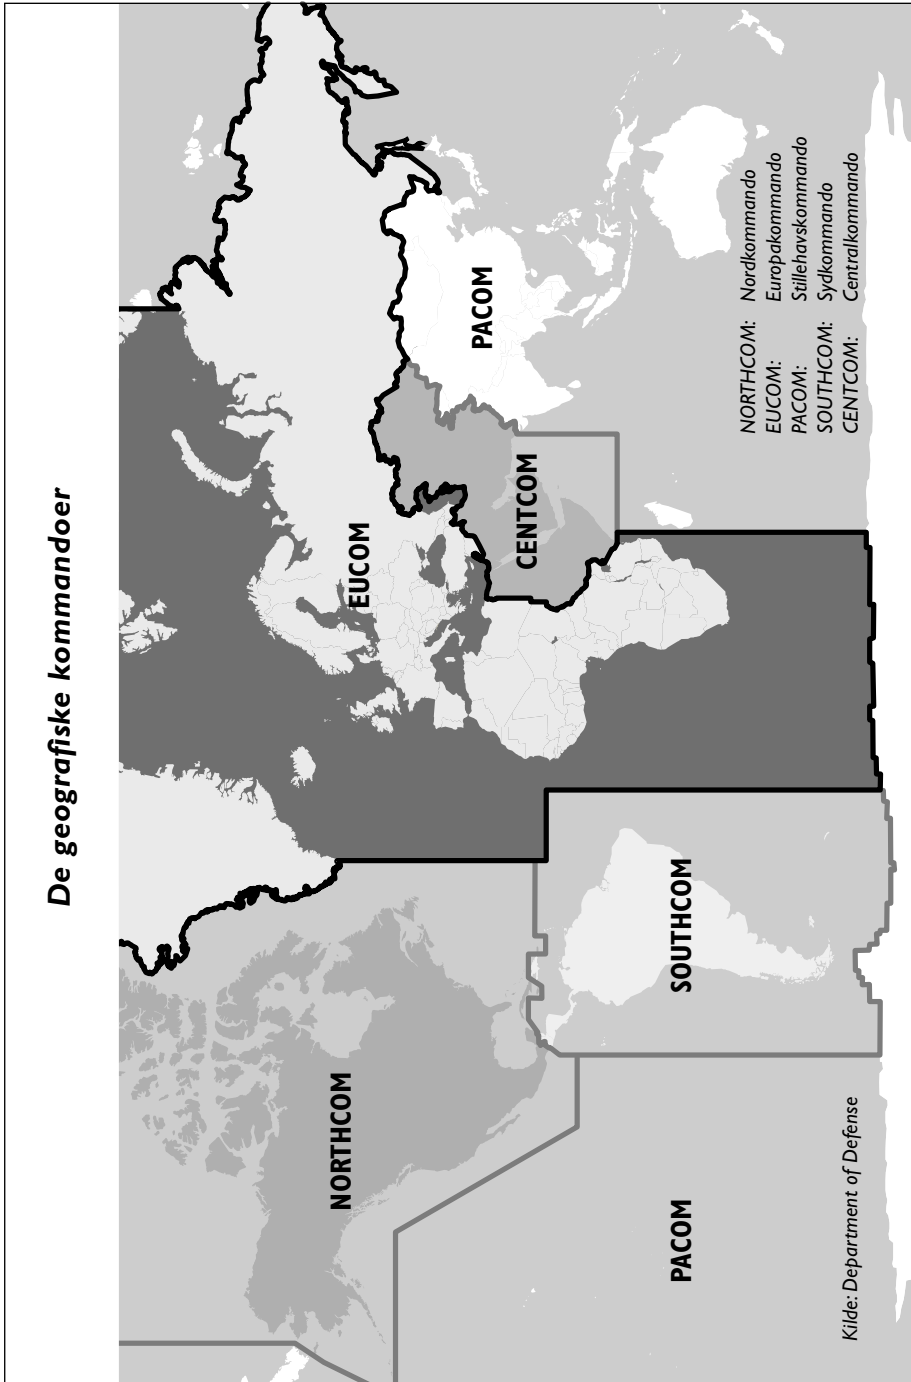 De geografiske kommandoer
NORTHCOM
EUCOM
PACOM
CENTCOM
SOUTHCOM
PACOM
NORTHCOM: Nordkommando
EUCOM: Europakommando
PACOM: Stillehavskommando
SOUTHCOM: Sydkommando
CENTCOM: Centralkommando
Kilde: Department of Defense